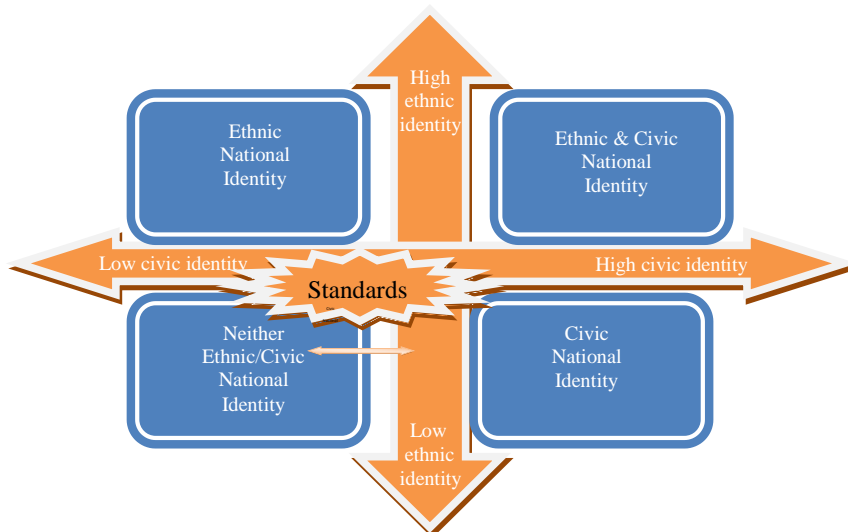 High
ethnic
identity
Ethnic
National
Identity
Ethnic & Civic
National
Identity
Low civic identity
High civic identity
Standards
Neither
Ethnic/Civic
National
Identity
Civic
National
Identity
Low
ethnic
identity